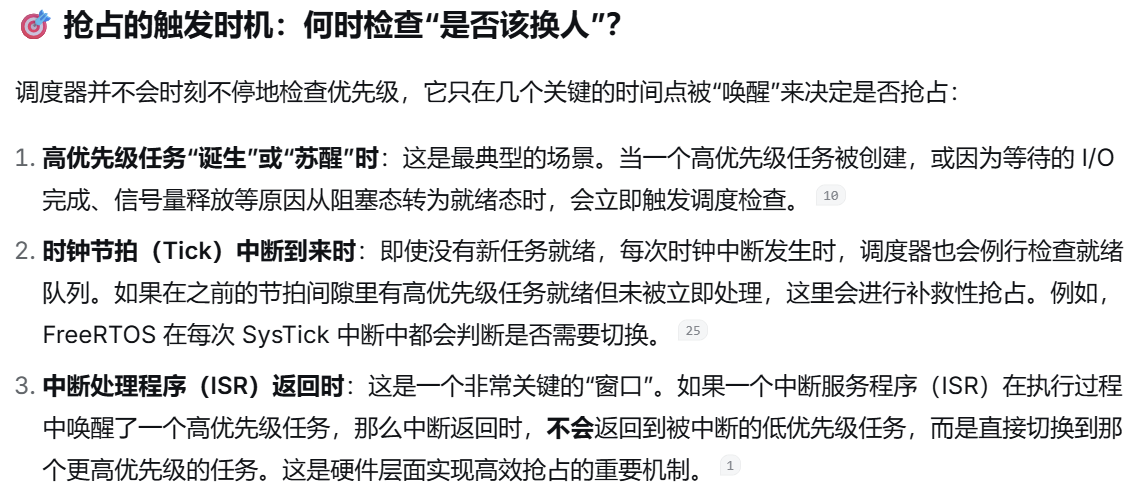 🎯 抢占的触发时机：何时检查“是否该换人”？
调度器并不会时刻不停地检查优先级，它只在几个关键的时间点被“唤醒”来决定是否抢占：
1. 高优先级任务“诞生”或“苏醒”时：这是最典型的场景。当一个高优先级任务被创建，或因为等待的 I/O
完成、信号量释放等原因从阻塞态转为就绪态时，会立即触发调度检查。 10
2. 时钟节拍（Tick）中断到来时：即使没有新任务就绪，每次时钟中断发生时，调度器也会例行检查就绪
队列。如果在之前的节拍间隙里有高优先级任务就绪但未被立即处理，这里会进行补救性抢占。例如，
FreeRTOS 在每次 SysTick 中断中都会判断是否需要切换。 25
3. 中断处理程序（ISR）返回时：这是一个非常关键的“窗口”。如果一个中断服务程序（ISR）在执行过程
中唤醒了一个高优先级任务，那么中断返回时，不会返回到被中断的低优先级任务，而是直接切换到那
个更高优先级的任务。这是硬件层面实现高效抢占的重要机制。 1